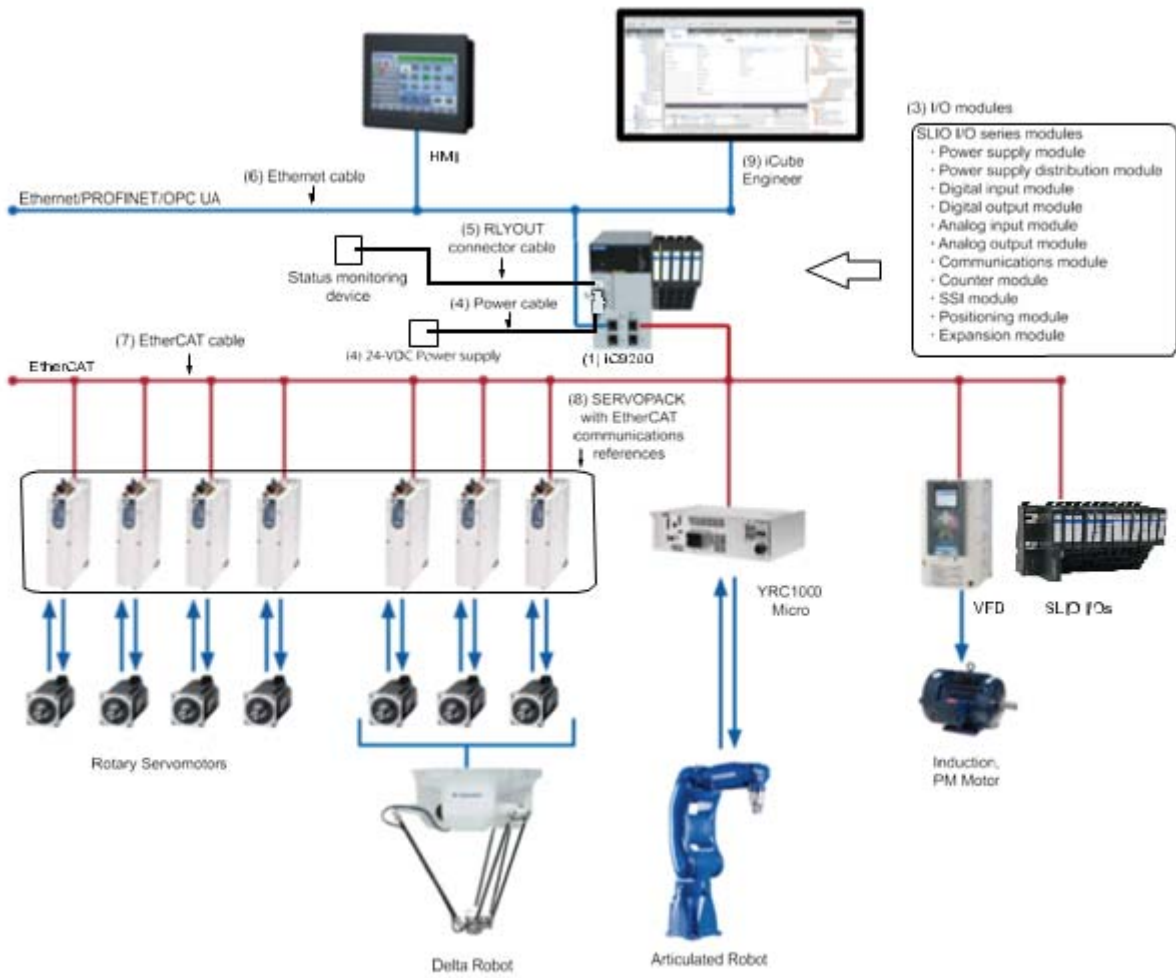 (3) I/O modules
SLIO I/O series modules
· Power supply module
· Power supply distribution module
· Digital input module
· Digital output module
· Analog input module
· Analog output module
· Communications module
· Counter module
· SSI module
· Positioning module
· Expansion module
HMI
(9) iCube
Engineer
(6) Ethernet cable
Ethernet/PROFINET/OPC UA
(5) RLYOUT
connector cable
Status monitoring
device
(4) Power cable
(4) 24-VDC Power supply
(1) iC9200
(7) EtherCAT cable
EtherCAT
(8) SERVOPACK
with EtherCAT
communications
references
YRC1000
Micro
VFD
SLIO I/Os
Rotary Servomotors
Induction,
PM Motor
Delta Robot
Articulated Robot